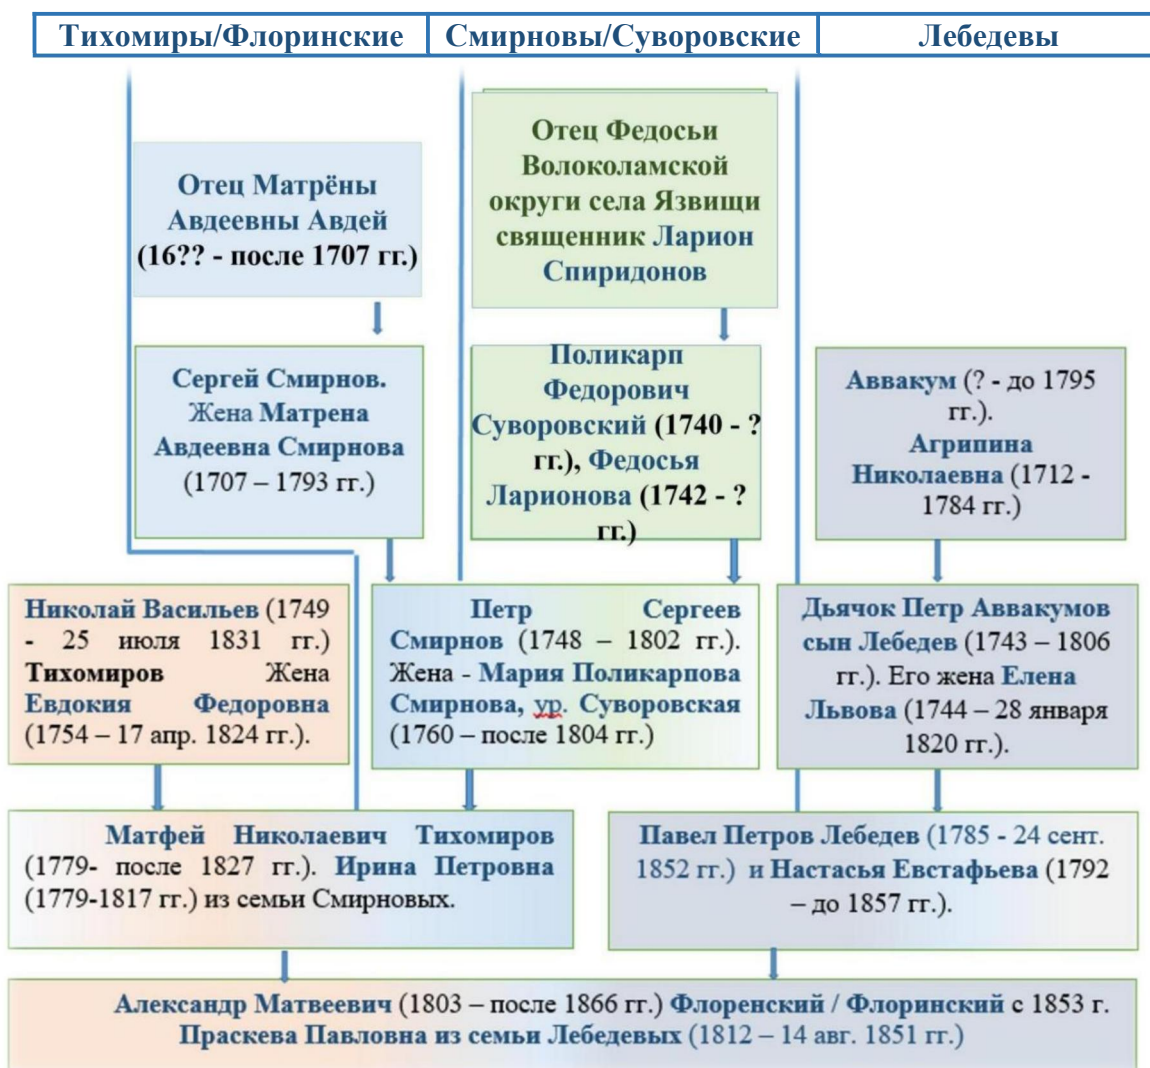 Тихомиры/Флоринские
Смирновы/Суворовские
Лебедевы
Отец Матрёны
Авдеевны Авдей
(16?? - после 1707 гг.)
Отец Федосьи
Волоколамской
округи села Язвищи
священник Ларион
Спиридонов
Сергей Смирнов.
Жена Матрена
Авдеевна Смирнова
(1707 – 1793 гг.)
Поликарп
Федорович
Суворовский (1740 - ?
гг.), Федосья
Ларионова (1742 - ?
гг.)
Аввакум (? - до 1795
гг.).
Агрипина
Николаевна (1712 -
1784 гг.)
Николай Васильев (1749
- 25 июля 1831 гг.)
Тихомиров Жена
Евдокия Федоровна
(1754 – 17 апр. 1824 гг.).
Петр Сергеев
Смирнов (1748 – 1802 гг.).
Жена - Мария Поликарпова
Смирнова, ур. Суворовская
(1760 – после 1804 гг.)
Дьячок Петр Аввакумов
сын Лебедев (1743 – 1806
гг.). Его жена Елена
Львова (1744 – 28 января
1820 гг.).
Матфей Николаевич Тихомиров
(1779- после 1827 гг.). Ирина Петровна
(1779-1817 гг.) из семьи Смирновых.
Павел Петров Лебедев (1785 - 24 сент.
1852 гг.) и Настасья Евстафьева (1792
– до 1857 гг.).
Александр Матвеевич (1803 – после 1866 гг.) Флоренский / Флоринский с 1853 г.
Праскева Павловна из семьи Лебедевых (1812 – 14 авг. 1851 гг.)